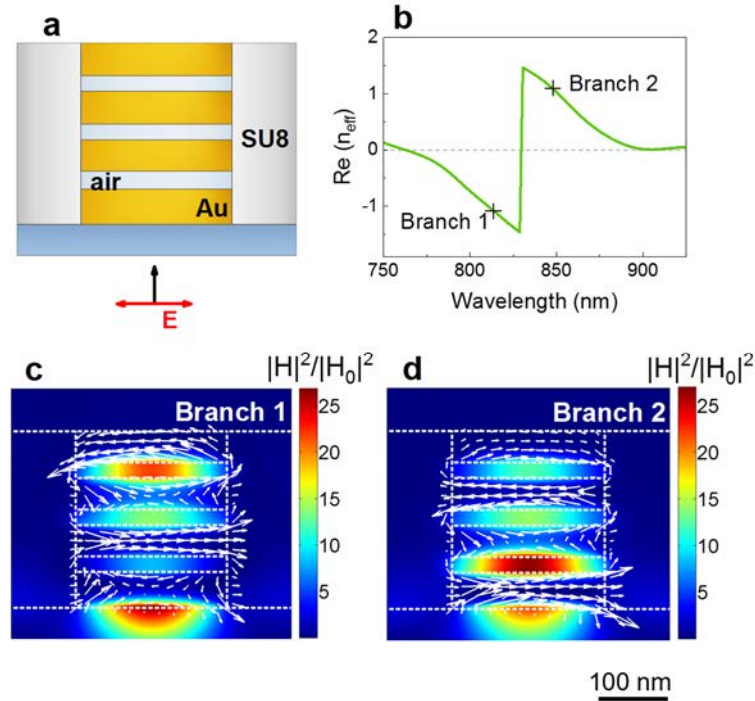 a
SU8
air
Au
E
b
2
1
0
-1
Re (n_eff)
Branch 2
Branch 1
750
800
850
900
Wavelength (nm)
c
|H|²/|H₀|²
Branch 1
25
20
15
10
5
d
|H|²/|H₀|²
Branch 2
25
20
15
10
5
100 nm